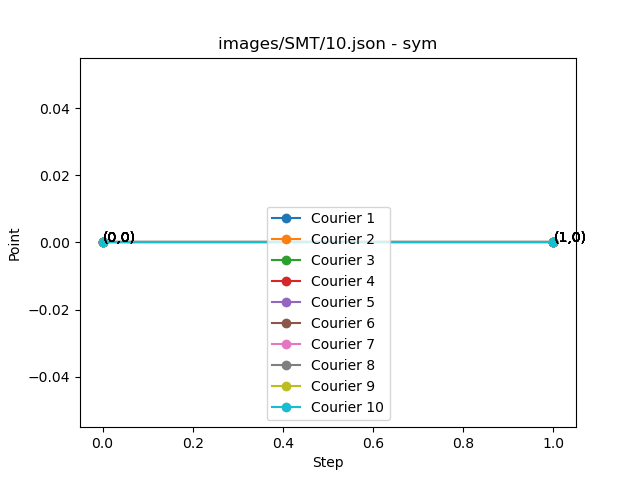 images/SMT/10.json - sym
Point
0.04
0.02
0.00
−0.02
−0.04
(0,0)
(1,0)
Courier 1
Courier 2
Courier 3
Courier 4
Courier 5
Courier 6
Courier 7
Courier 8
Courier 9
Courier 10
0.0 0.2 0.4 0.6 0.8 1.0
Step